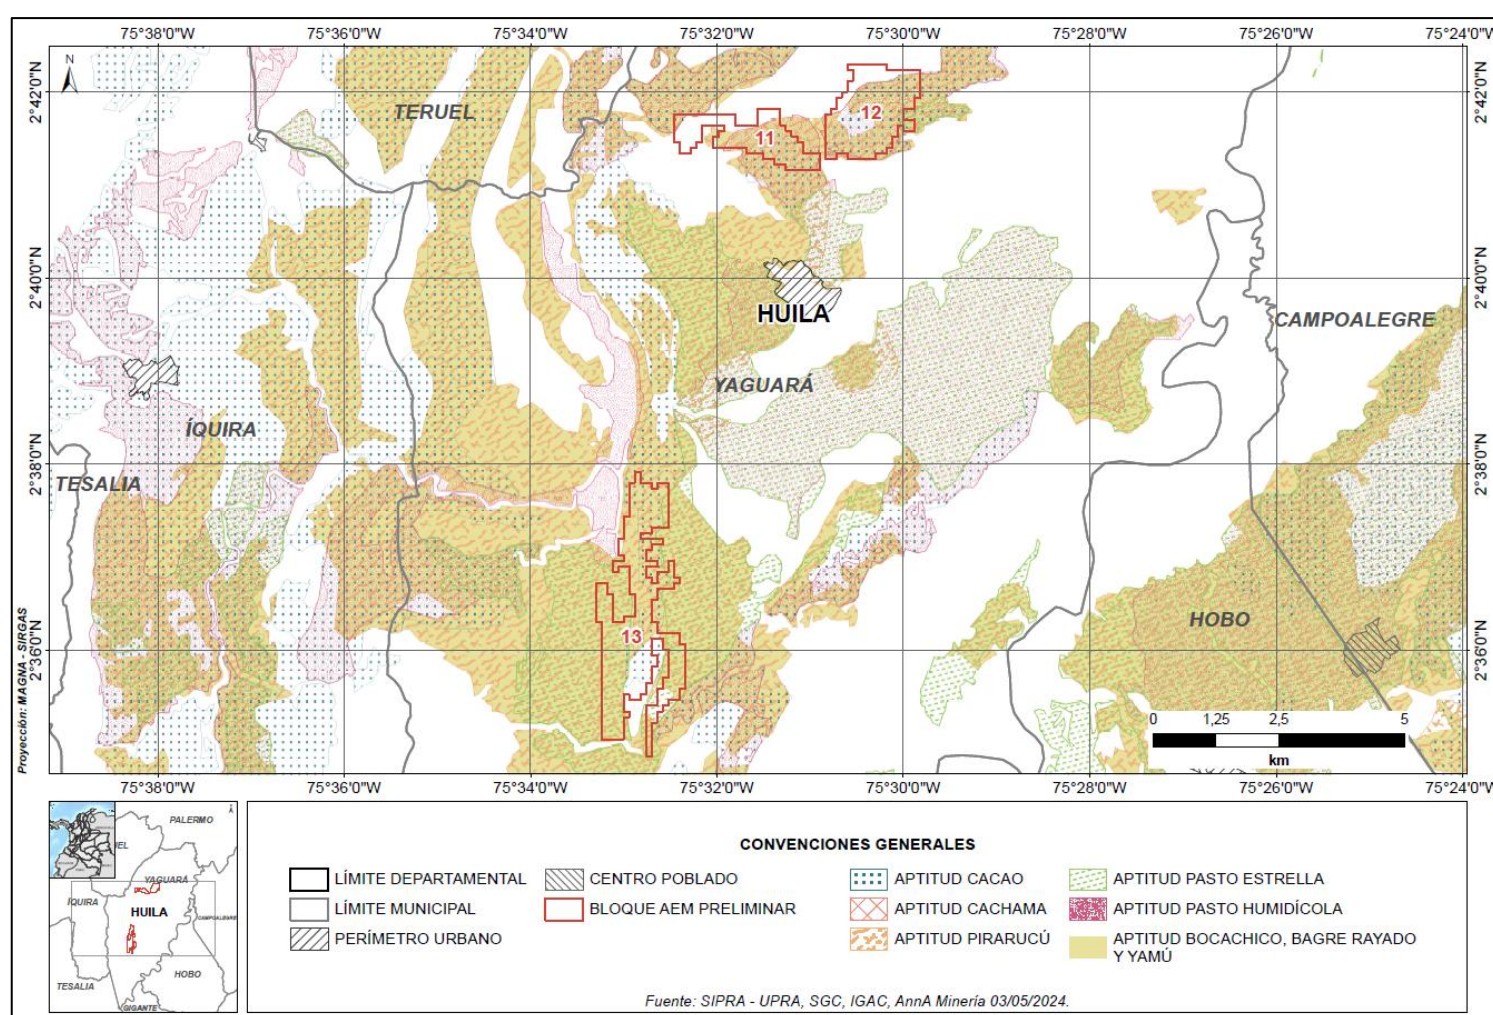 75°38'0"W 75°36'0"W 75°34'0"W 75°32'0"W 75°30'0"W 75°28'0"W 75°26'0"W 75°24'0"W
N
2°42'0"N 2°42'0"N
TERUEL
12
11
2°40'0"N 2°40'0"N
HUILA
CAMPOALEGRE
YAGUARÁ
ÍQUIRA
2°38'0"N 2°38'0"N
TESALIA
HOBO
13
2°36'0"N 2°36'0"N
0 1,25 2,5 5
km
Proyección: MAGNA - SIRGAS
75°38'0"W 75°36'0"W 75°34'0"W 75°32'0"W 75°30'0"W 75°28'0"W 75°26'0"W 75°24'0"W
PALERMO
UEL
YAGUARÁ
ÍQUIRA
HUILA
CAMPOALEGRE
HOBO
TESALIA
GIGANTE
CONVENCIONES GENERALES
LÍMITE DEPARTAMENTAL
LÍMITE MUNICIPAL
PERÍMETRO URBANO
CENTRO POBLADO
BLOQUE AEM PRELIMINAR
APTITUD CACAO
APTITUD CACHAMA
APTITUD PIRARUCÚ
APTITUD PASTO ESTRELLA
APTITUD PASTO HUMIDÍCOLA
APTITUD BOCACHICO, BAGRE RAYADO
Y YAMÚ
Fuente: SIPRA - UPRA, SGC, IGAC, AnnA Minería 03/05/2024.